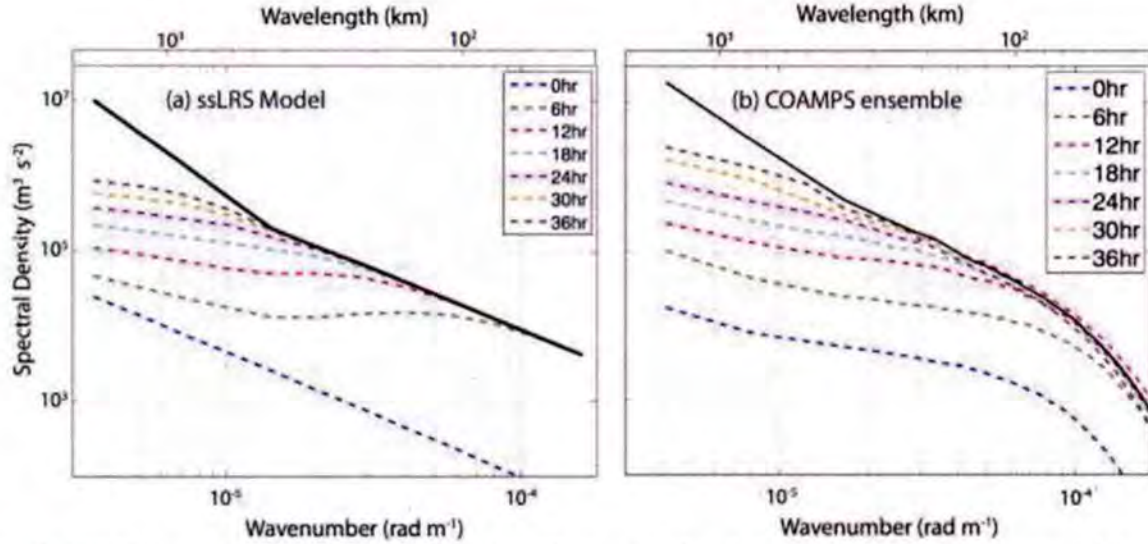 Wavelength (km)
10¹ 10²
Wavelength (km)
10¹ 10²
Spectral Density (m³ s⁻²)
10⁷
10⁵
10³
(a) ssLRS Model
0hr
6hr
12hr
18hr
24hr
30hr
36hr
10⁻⁵ 10⁻⁴
Wavenumber (rad m⁻¹)
(b) COAMPS ensemble
0hr
6hr
12hr
18hr
24hr
30hr
36hr
10⁻⁵ 10⁻⁴
Wavenumber (rad m⁻¹)